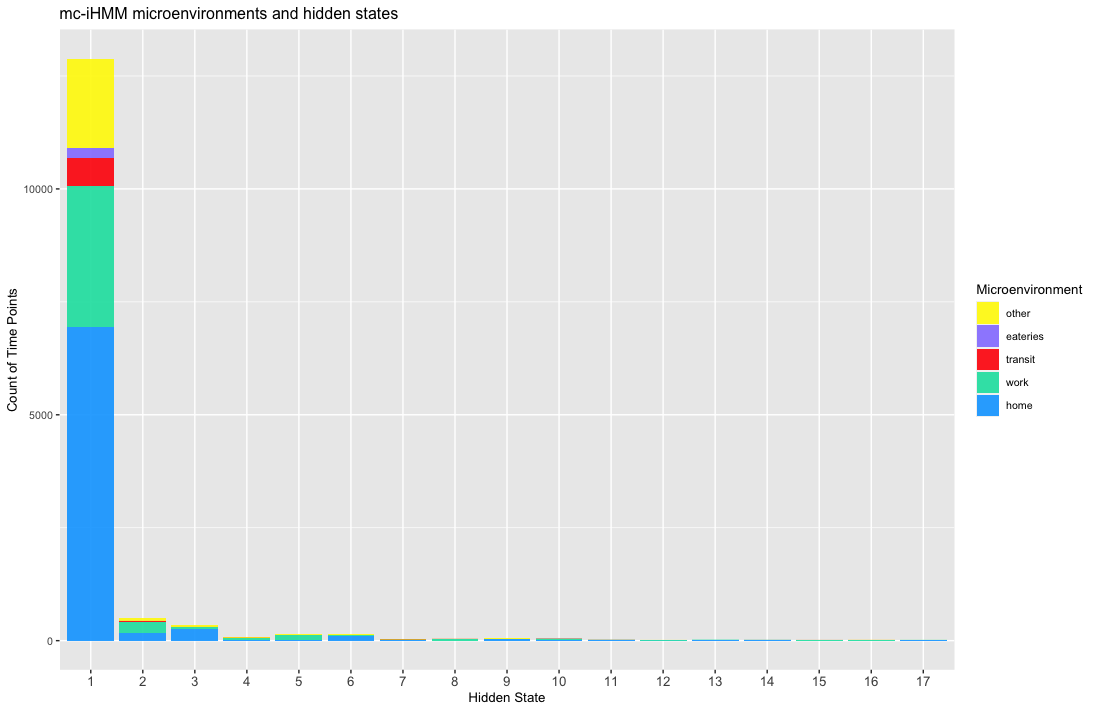 mc-iHMM microenvironments and hidden states
Count of Time Points
10000
5000
0
1 2 3 4 5 6 7 8 9 10 11 12 13 14 15 16 17
Hidden State
Microenvironment
other
eateries
transit
work
home